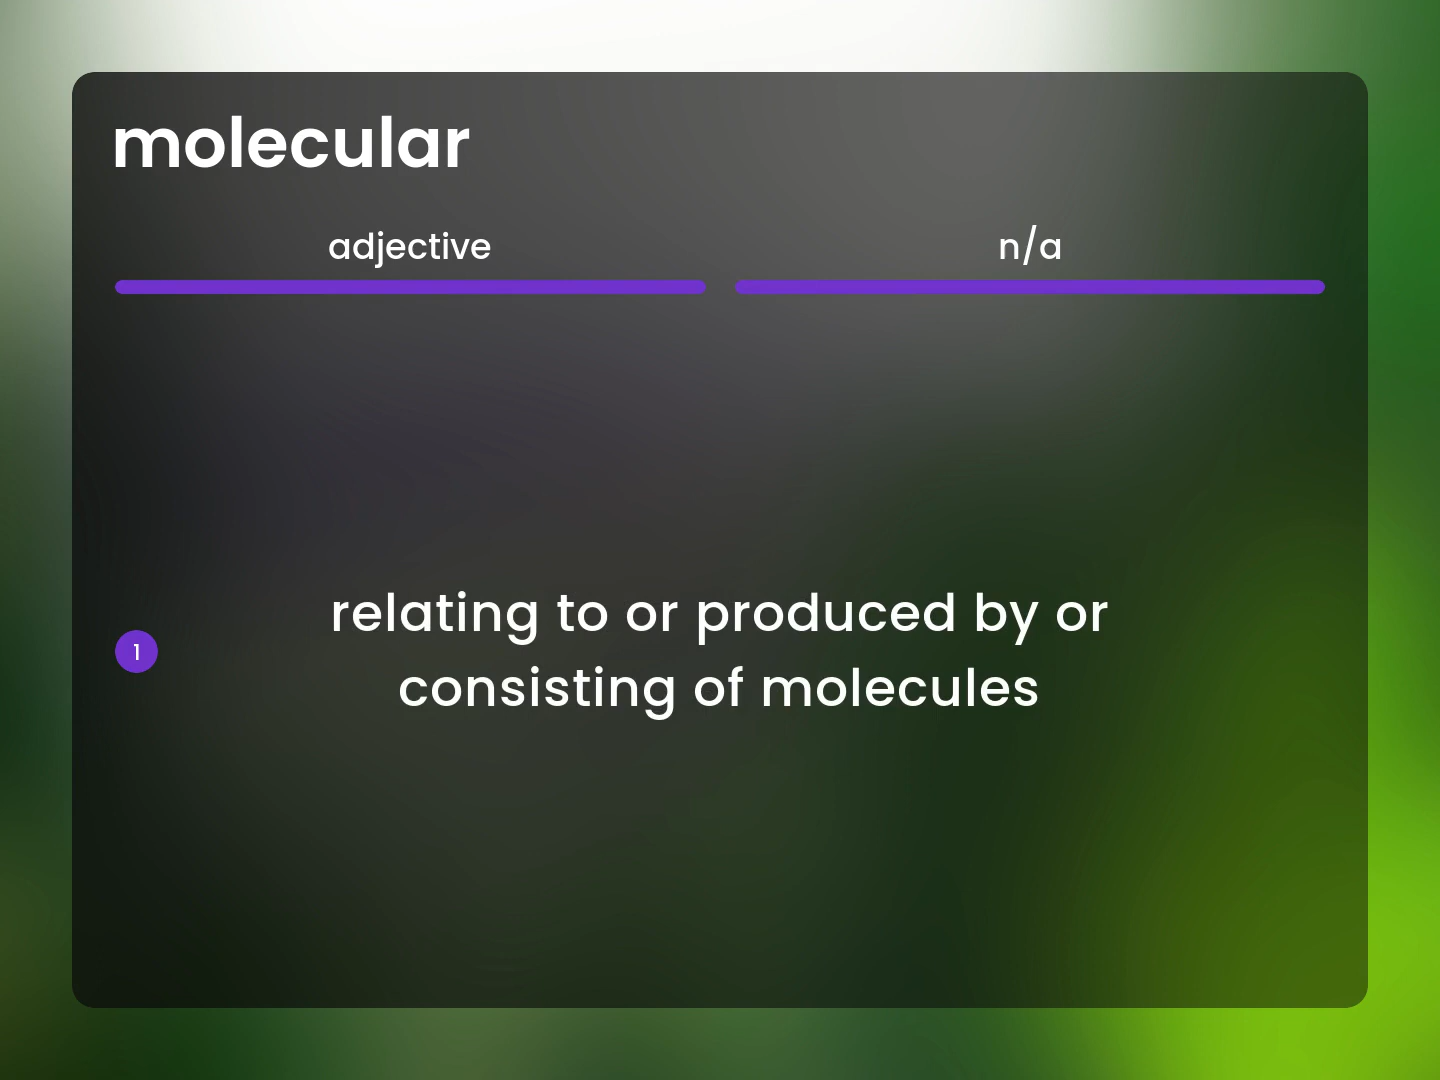 molecular
adjective
n/a
1
relating to or produced by or
consisting of molecules